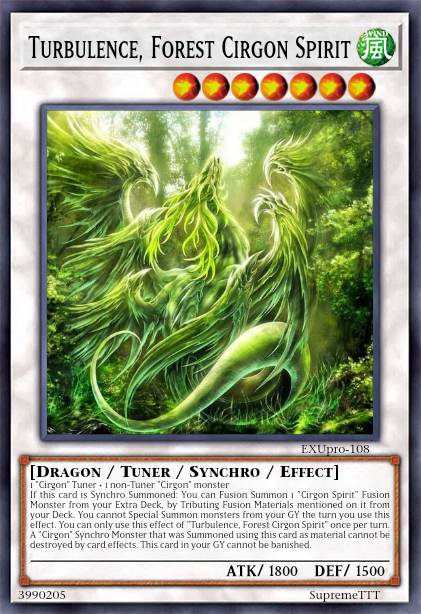 Turbulence, Forest Cirgon Spirit
WIND
風
EXUpro-108
[Dragon / Tuner / Synchro / Effect]
1 "Cirgon" Tuner + 1 non-Tuner "Cirgon" monster
If this card is Synchro Summoned: You can Fusion Summon 1 "Cirgon Spirit" Fusion
Monster from your Extra Deck, by Tributing Fusion Materials mentioned on it from
your Deck. You cannot Special Summon monsters from your GY the turn you use this
effect. You can only use this effect of "Turbulence, Forest Cirgon Spirit" once per turn.
A "Cirgon" Synchro Monster that was Summoned using this card as material cannot be
destroyed by card effects. This card in your GY cannot be banished.
ATK/ 1800 DEF/ 1500
3990205 SupremeTTT